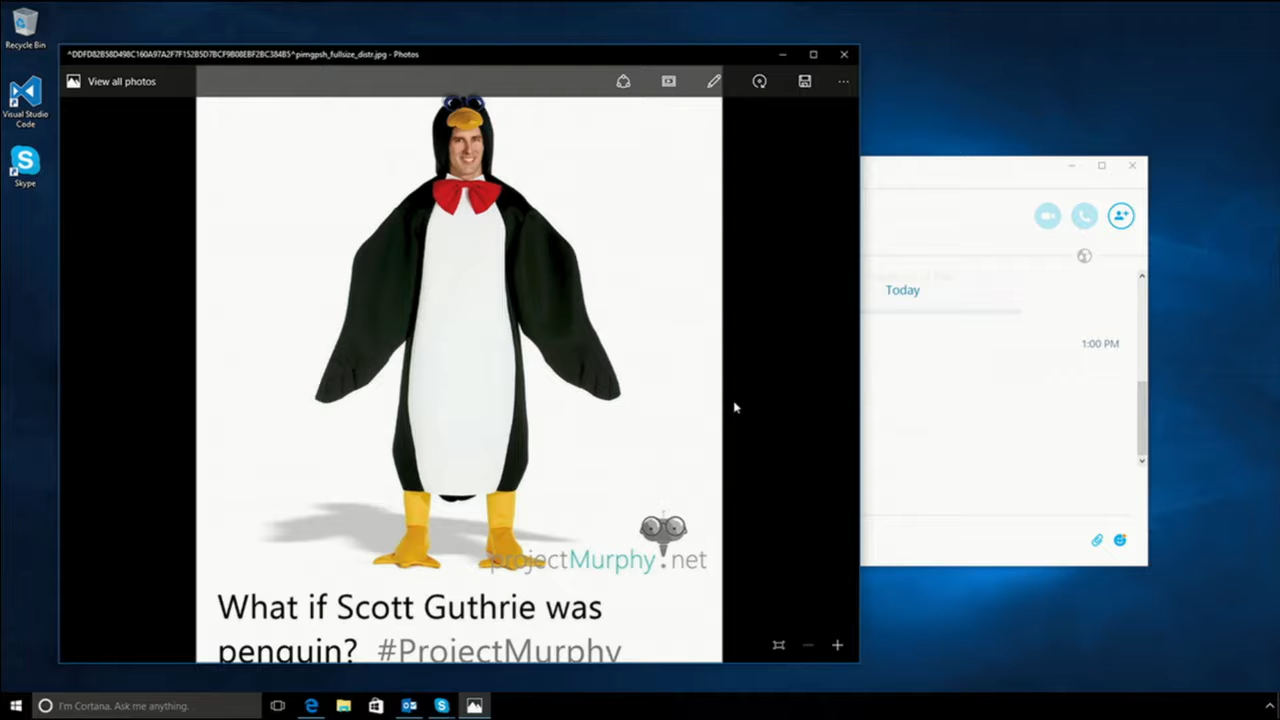 Recycle Bin
^DDFD82B58D498C160A97A2F7F152B5D7BCF9B08EBF2BC384B5^pimgpsh_fullsize_distr.jpg - Photos
View all photos
Visual Studio
Code
Skype
Today
1:00 PM
projectMurphy.net
What if Scott Guthrie was
penguin? #ProjectMurphy
I'm Cortana. Ask me anything.